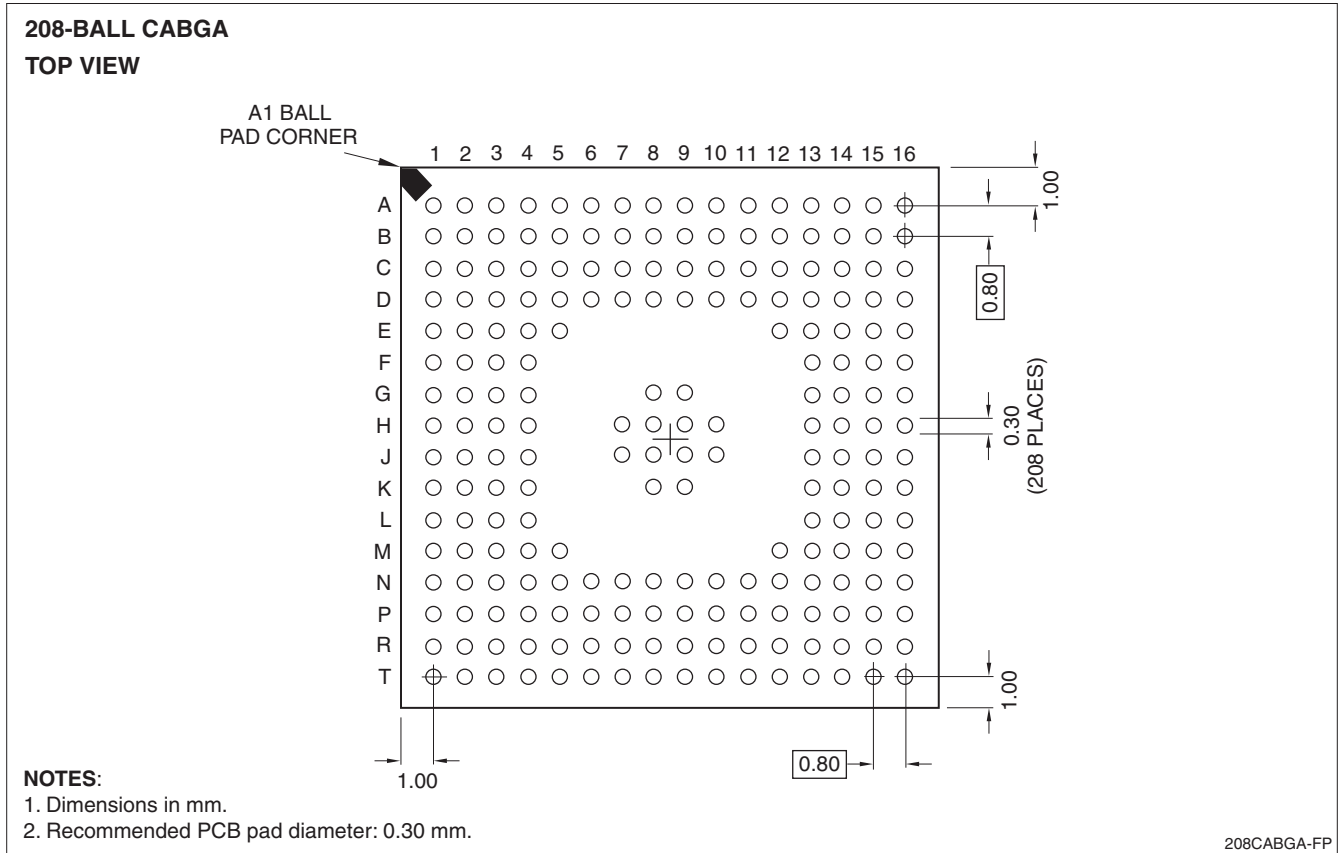 208-BALL CABGA
TOP VIEW
A1 BALL
PAD CORNER
1 2 3 4 5 6 7 8 9 10 11 12 13 14 15 16
A
B
C
D
E
F
G
H
J
K
L
M
N
P
R
T
1.00
0.80
0.30
(208 PLACES)
1.00
0.80
1.00
NOTES:
1. Dimensions in mm.
2. Recommended PCB pad diameter: 0.30 mm.
208CABGA-FP